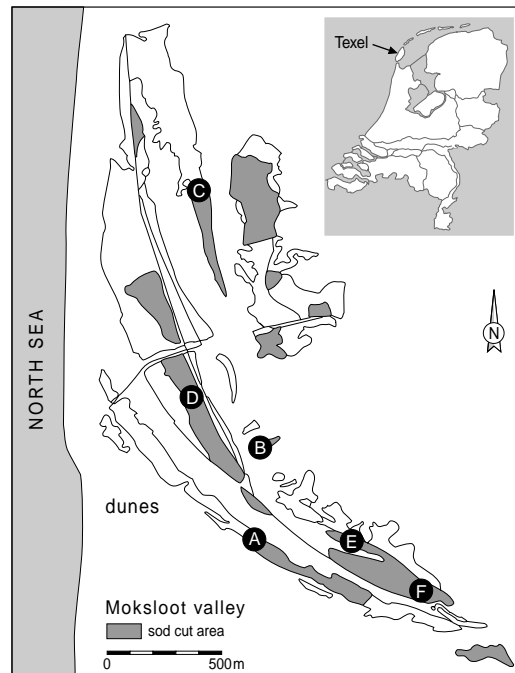 Texel
C
N
NORTH SEA
D
B
dunes
A
E
F
Moksloot valley
sod cut area
0 500m